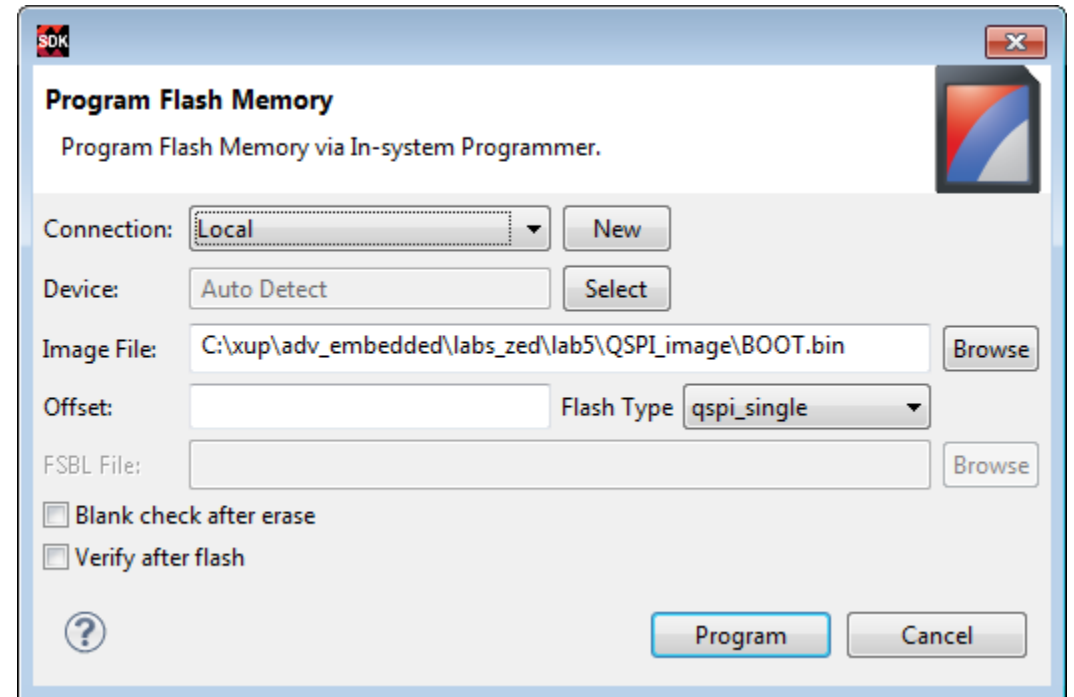 SDK
Program Flash Memory
Program Flash Memory via In-system Programmer.
Connection: Local New
Device: Auto Detect Select
Image File: C:\xup\adv_embedded\labs_zed\lab5\QSPI_image\BOOT.bin Browse
Offset: Flash Type qspi_single
FSBL File: Browse
Blank check after erase
Verify after flash
? Program Cancel